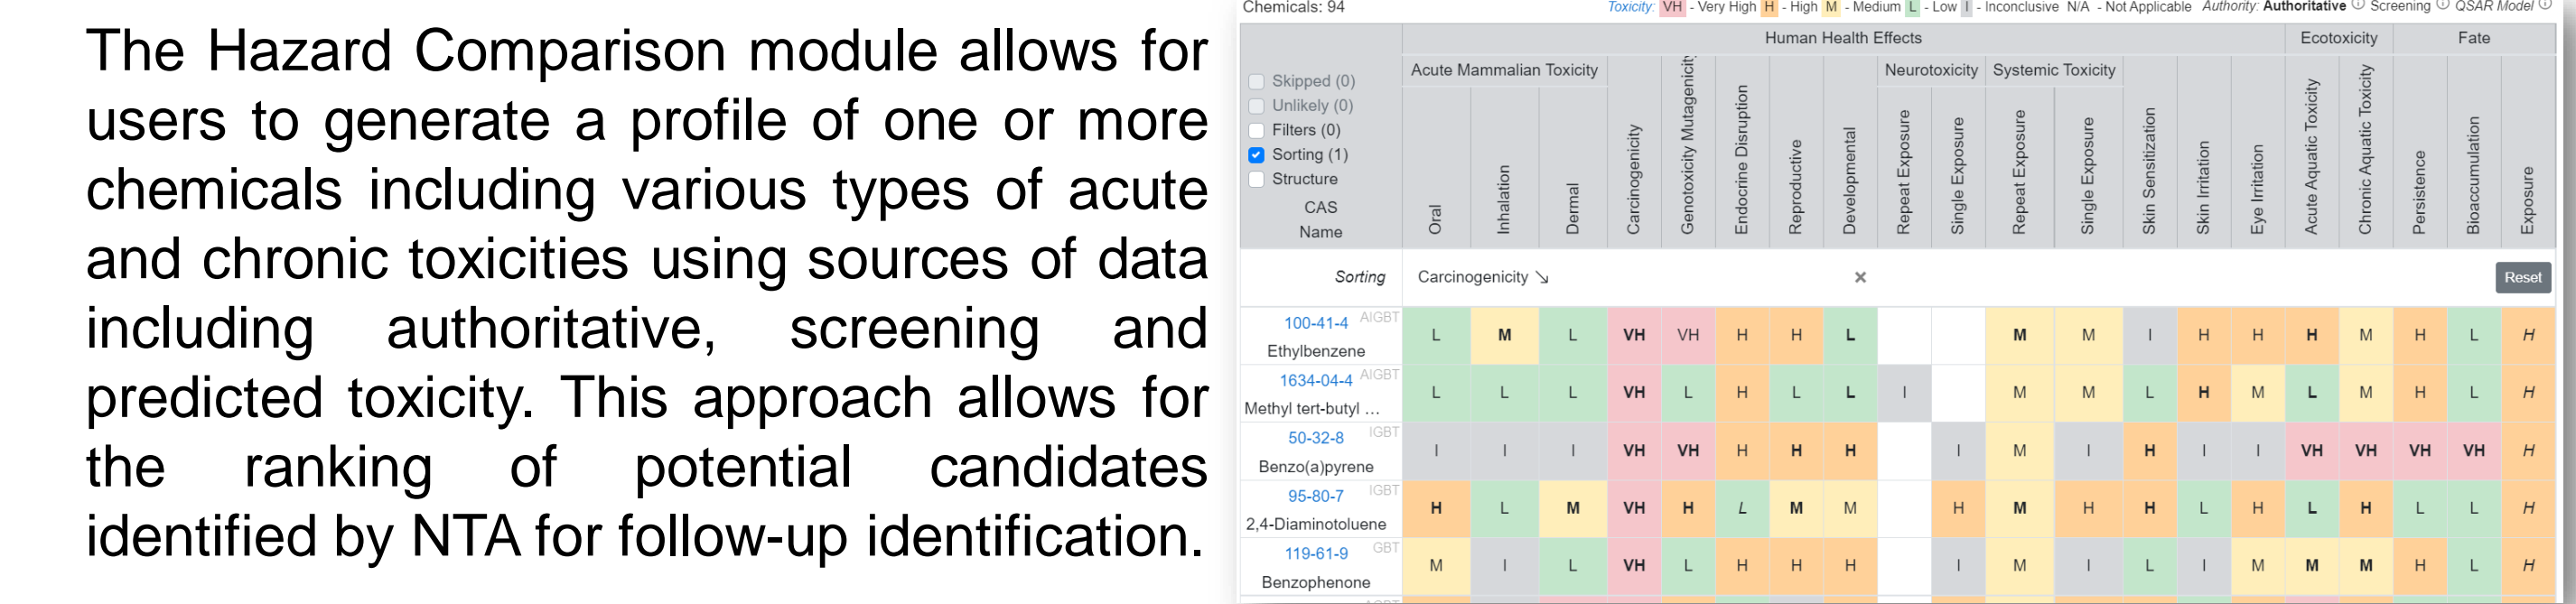 The Hazard Comparison module allows for
users to generate a profile of one or more
chemicals including various types of acute
and chronic toxicities using sources of data
including authoritative, screening and
predicted toxicity. This approach allows for
the ranking of potential candidates
identified by NTA for follow-up identification.
Chemicals: 94
Toxicity: VH - Very High H - High M - Medium L - Low I - Inconclusive N/A - Not Applicable Authority: Authoritative Screening QSAR Model
Human Health Effects Ecotoxicity Fate
Acute Mammalian Toxicity Neurotoxicity Systemic Toxicity
Skipped (0)
Unlikely (0)
Filters (0)
Sorting (1)
Structure
CAS
Name
Oral
Inhalation
Dermal
Carcinogenicity
Genotoxicity Mutagenicity
Endocrine Disruption
Reproductive
Developmental
Repeat Exposure
Single Exposure
Repeat Exposure
Single Exposure
Skin Sensitization
Skin Irritation
Eye Irritation
Acute Aquatic Toxicity
Chronic Aquatic Toxicity
Persistence
Bioaccumulation
Exposure
Sorting Carcinogenicity ↘ × Reset
100-41-4 AIGBT
Ethylbenzene
L M L VH VH H H L M M I H H H M H L H
1634-04-4 AIGBT
Methyl tert-butyl ...
L L L VH L H L L I M M L H M L M H L H
50-32-8 IGBT
Benzo(a)pyrene
I I I VH VH H H H I M I H I I VH VH VH VH H
95-80-7 IGBT
2,4-Diaminotoluene
H L M VH H L M M H M H H L H L H L L H
119-61-9 GBT
Benzophenone
M I L VH L H H H I M I L I M M M H L H